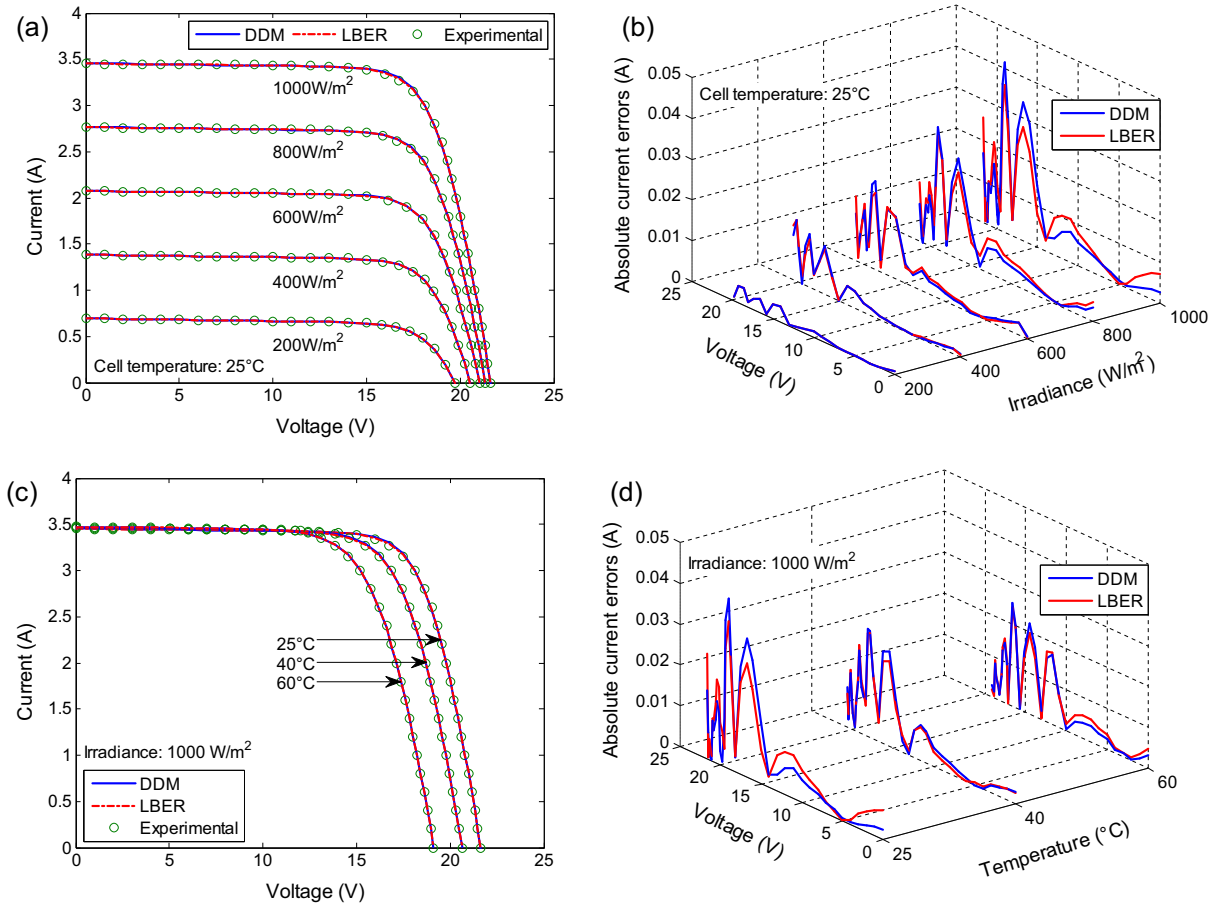 (a)
DDM LBER Experimental
4
3.5
3
2.5
2
1.5
1
0.5
0
1000W/m²
800W/m²
600W/m²
400W/m²
200W/m²
Cell temperature: 25°C
0 5 10 15 20 25
Voltage (V)
Current (A)
(b)
Cell temperature: 25°C
DDM
LBER
0.05
0.04
0.03
0.02
0.01
0
25 20 15 10 5 0
200 400 600 800 1000
Absolute current errors (A)
Voltage (V)
Irradiance (W/m²)
(c)
4
3.5
3
2.5
2
1.5
1
0.5
0
25°C
40°C
60°C
Irradiance: 1000 W/m²
DDM
LBER
Experimental
0 5 10 15 20 25
Voltage (V)
Current (A)
(d)
Irradiance: 1000 W/m²
DDM
LBER
0.05
0.04
0.03
0.02
0.01
0
25 20 15 10 5 0
25 40 60
Absolute current errors (A)
Voltage (V)
Temperature (°C)